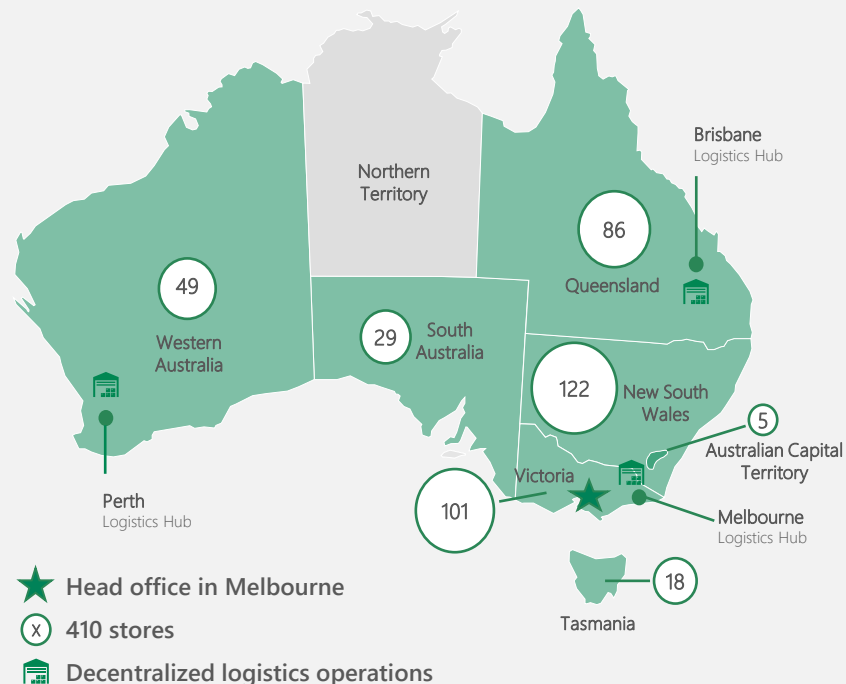 Northern
Territory
Brisbane
Logistics Hub
86
Queensland
49
Western
Australia
29
South
Australia
122
New South
Wales
5
Australian Capital
Territory
Victoria
101
Perth
Logistics Hub
Melbourne
Logistics Hub
18
Tasmania
Head office in Melbourne
x 410 stores
Decentralized logistics operations